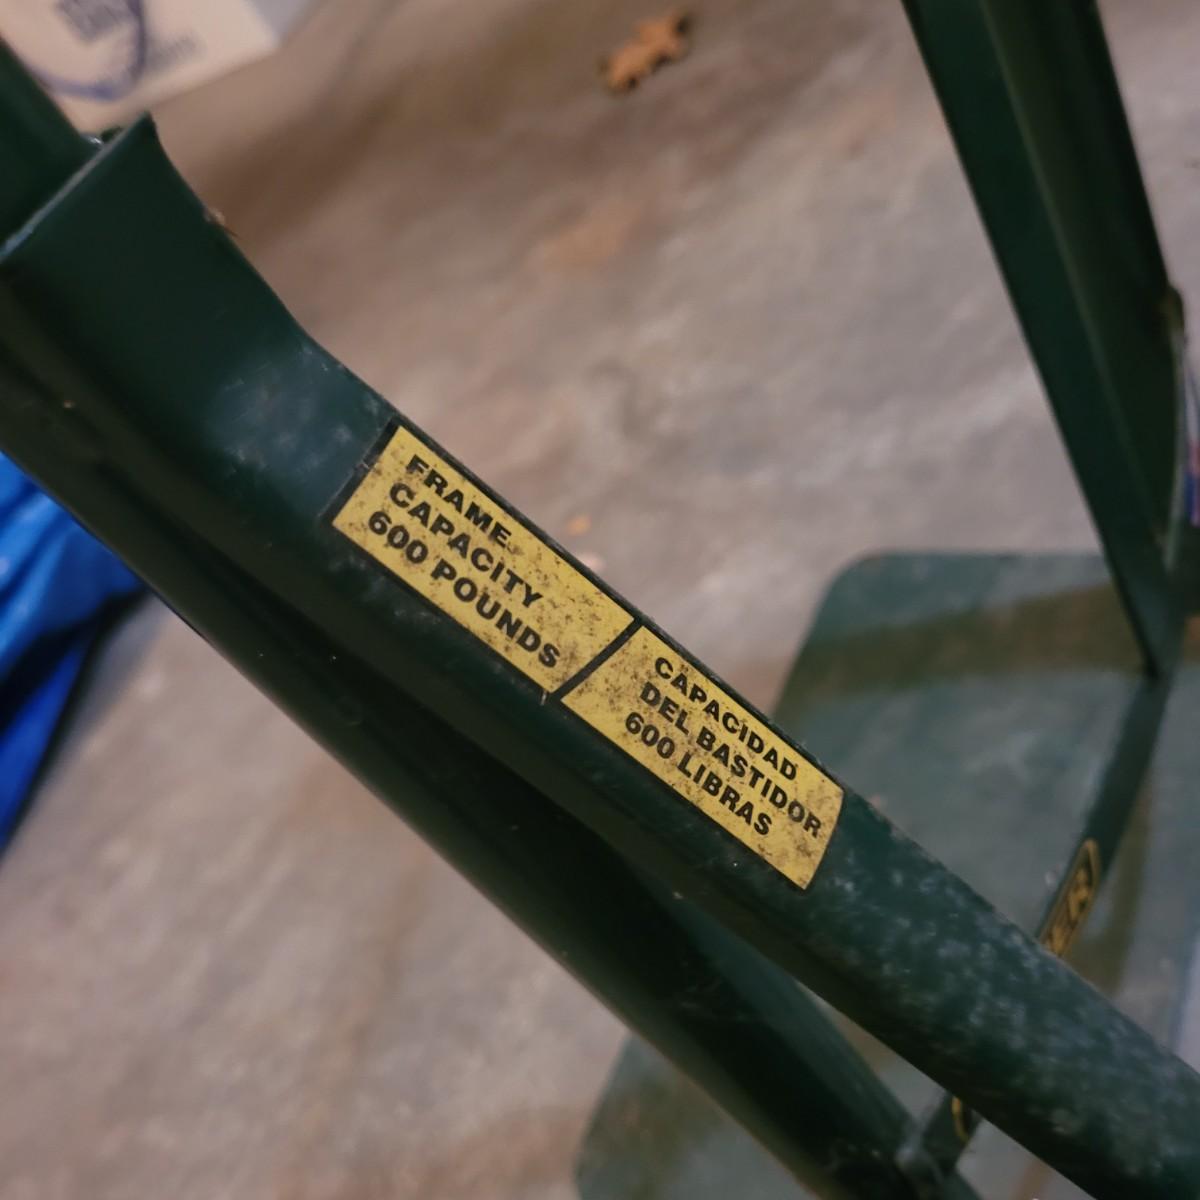 FRAME
CAPACITY
600 POUNDS
CAPACIDAD
DEL BASTIDOR
600 LIBRAS